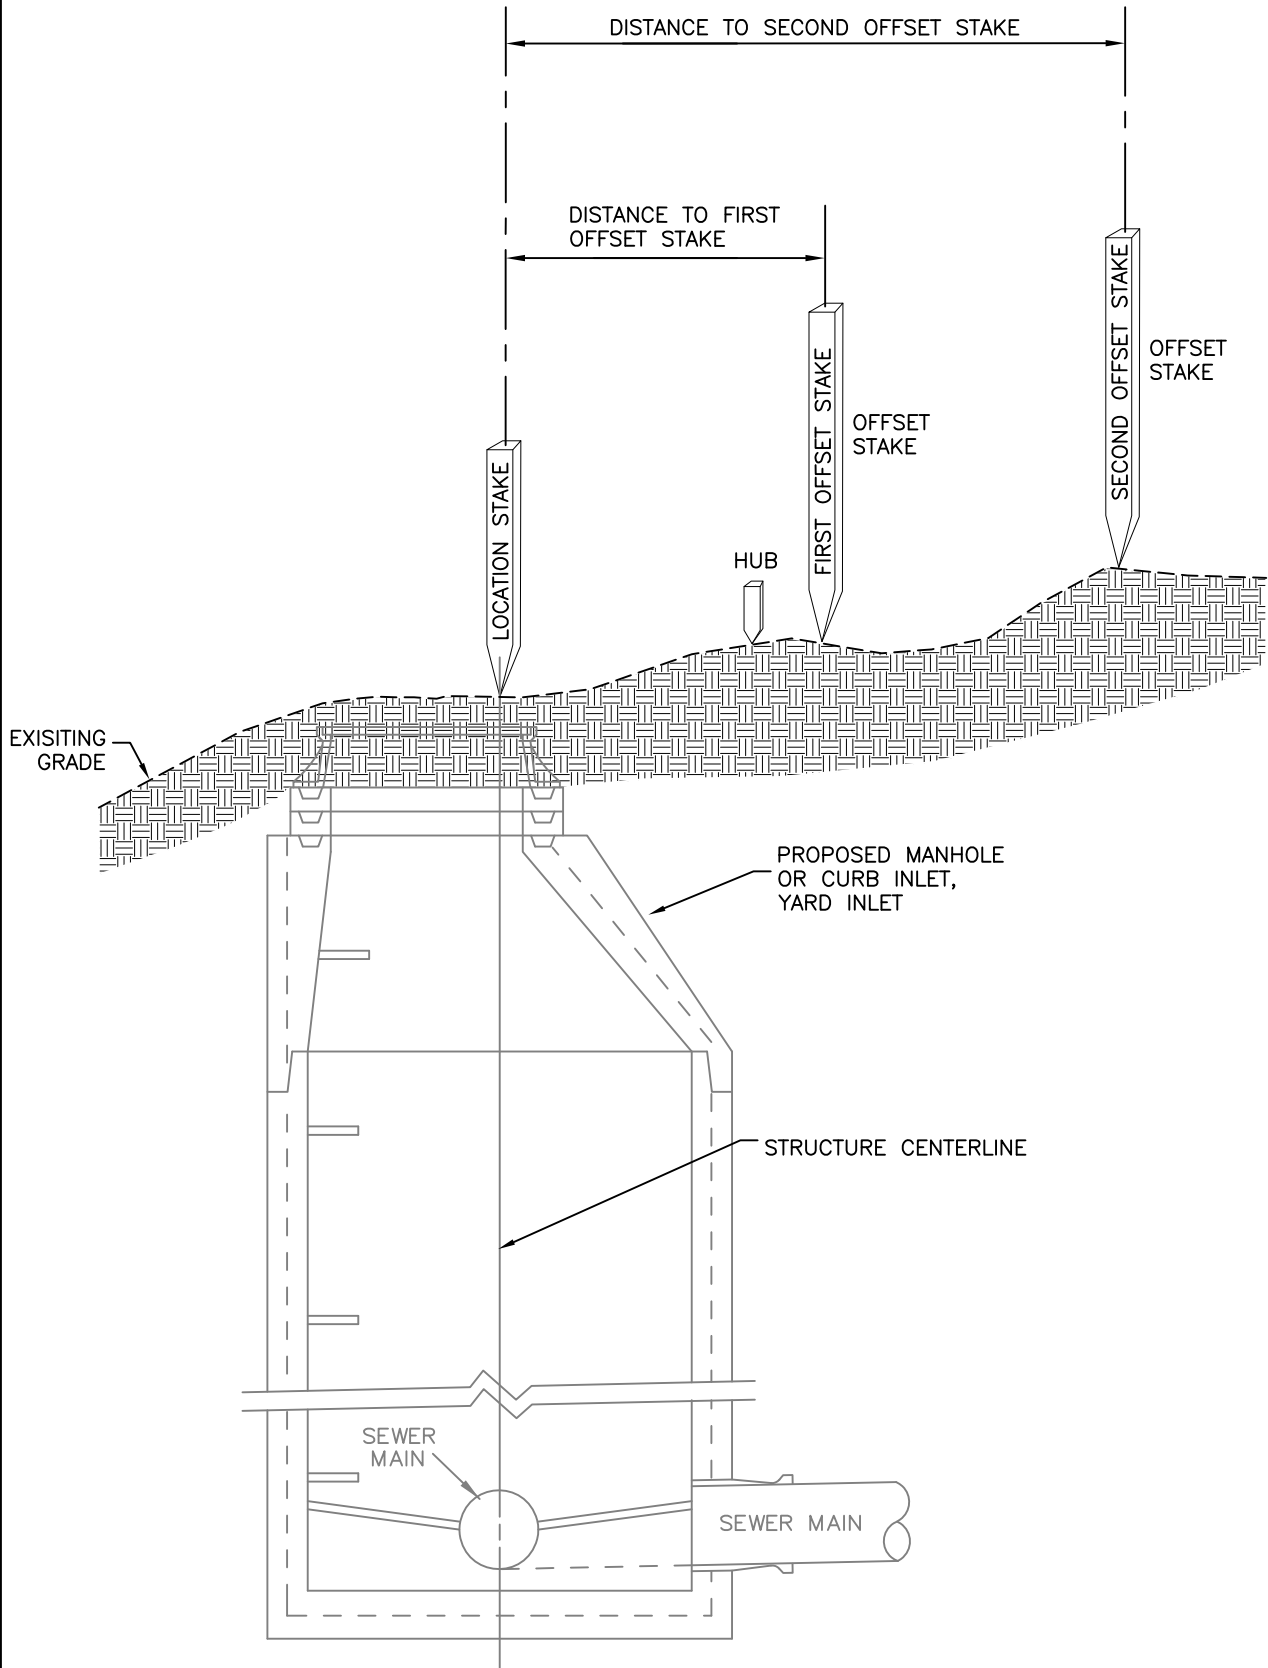 DISTANCE TO SECOND OFFSET STAKE
DISTANCE TO FIRST
OFFSET STAKE
SECOND OFFSET STAKE
OFFSET
STAKE
FIRST OFFSET STAKE
OFFSET
STAKE
LOCATION STAKE
HUB
EXISITING
GRADE
PROPOSED MANHOLE
OR CURB INLET,
YARD INLET
STRUCTURE CENTERLINE
SEWER
MAIN
SEWER MAIN